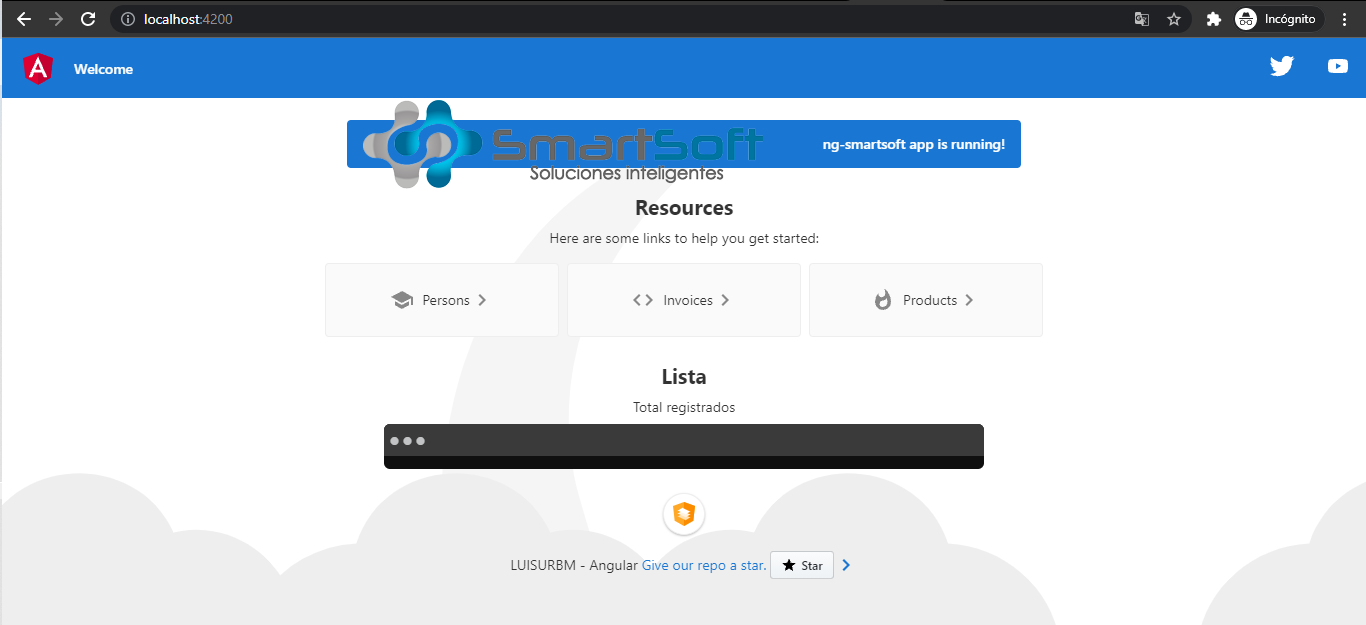 localhost:4200
Incógnito
Welcome
SmartSoft
Soluciones inteligentes
ng-smartsoft app is running!
Resources
Here are some links to help you get started:
Persons
Invoices
Products
Lista
Total registrados
LUISURBM - Angular Give our repo a star. Star